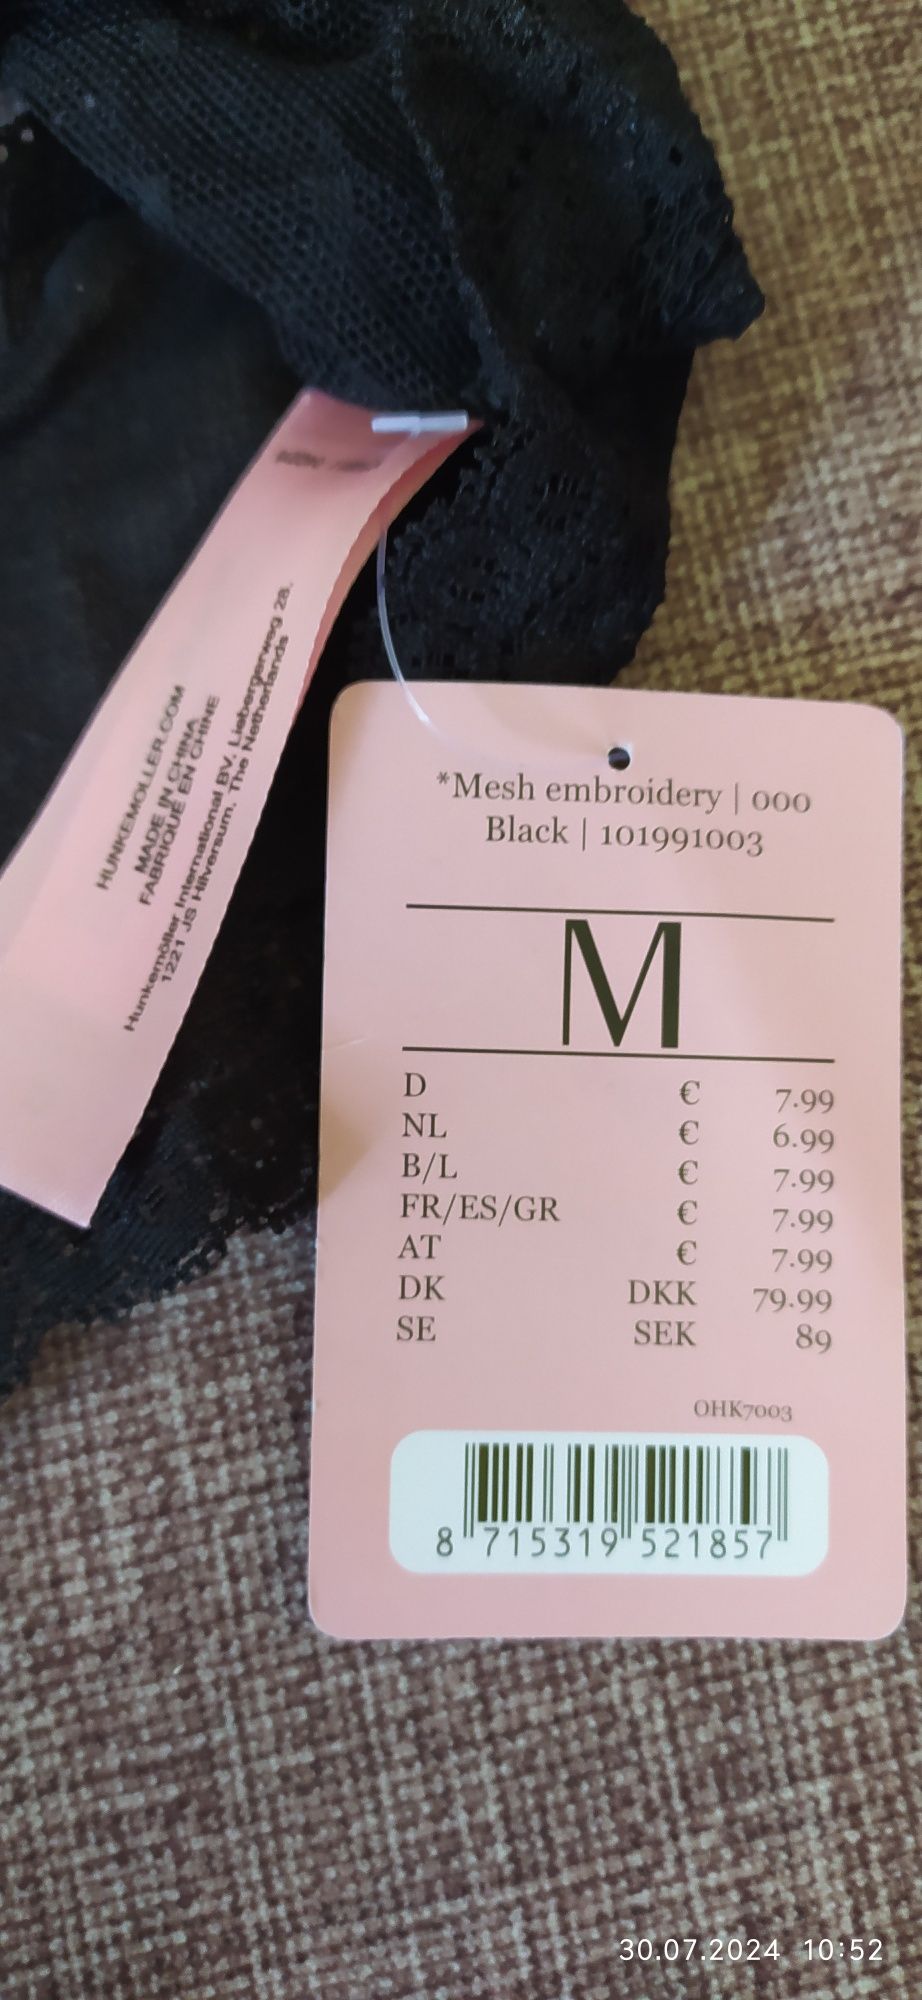 HUNKEMOLLER.COM
MADE IN CHINA
FABRIQUÉ EN CHINE
Hunkemöller International BV. Liebergerweg 28.
1221 JS Hilversum. The Netherlands
*Mesh embroidery | 000
Black | 101991003
M
D € 7.99
NL € 6.99
B/L € 7.99
FR/ES/GR € 7.99
AT € 7.99
DK DKK 79.99
SE SEK 89
OHK7003
8 715319 521857
30.07.2024 10:52